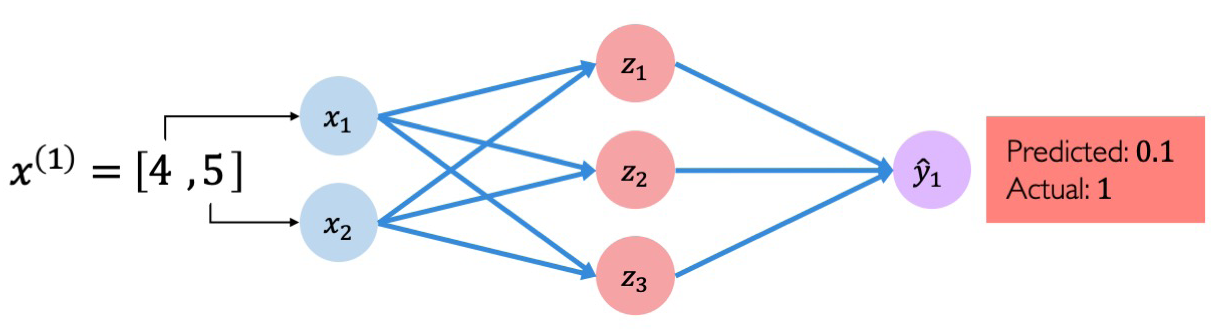 x⁽¹⁾ = [4 ,5]
x₁
x₂
z₁
z₂
z₃
ŷ₁
Predicted: 0.1
Actual: 1